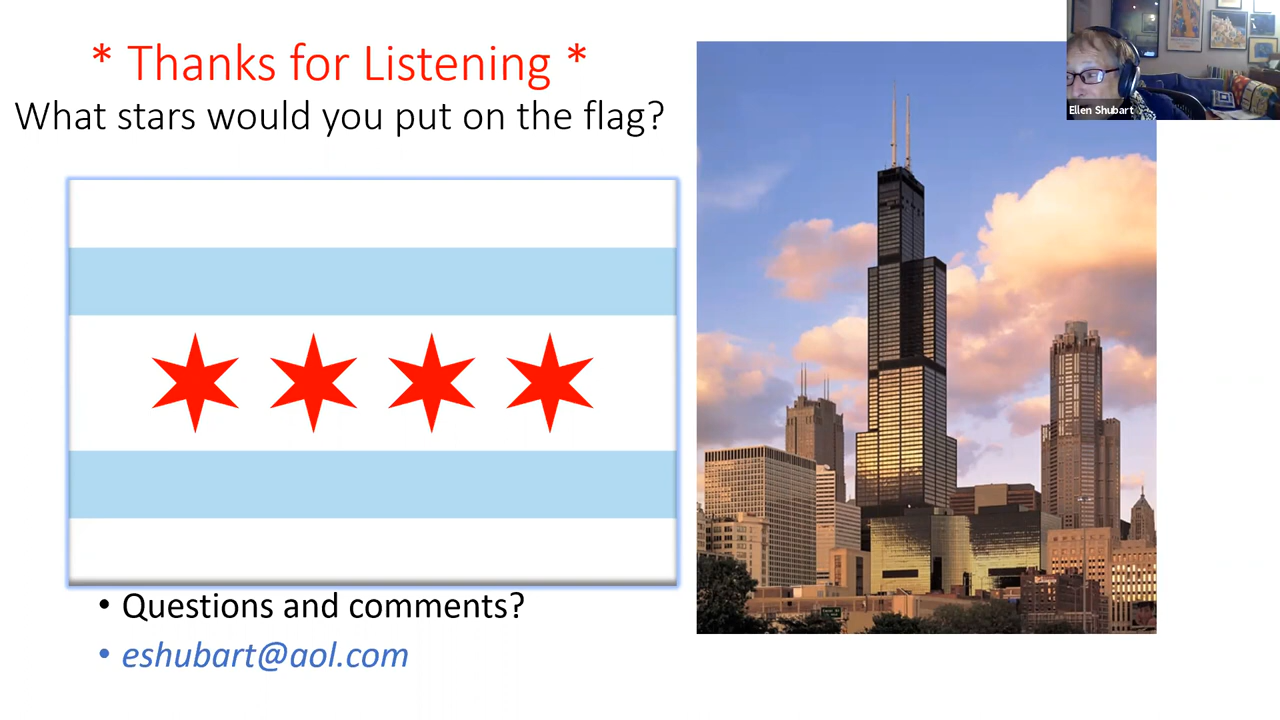 * Thanks for Listening *
What stars would you put on the flag?
Ellen Shubart
• Questions and comments?
• eshubart@aol.com